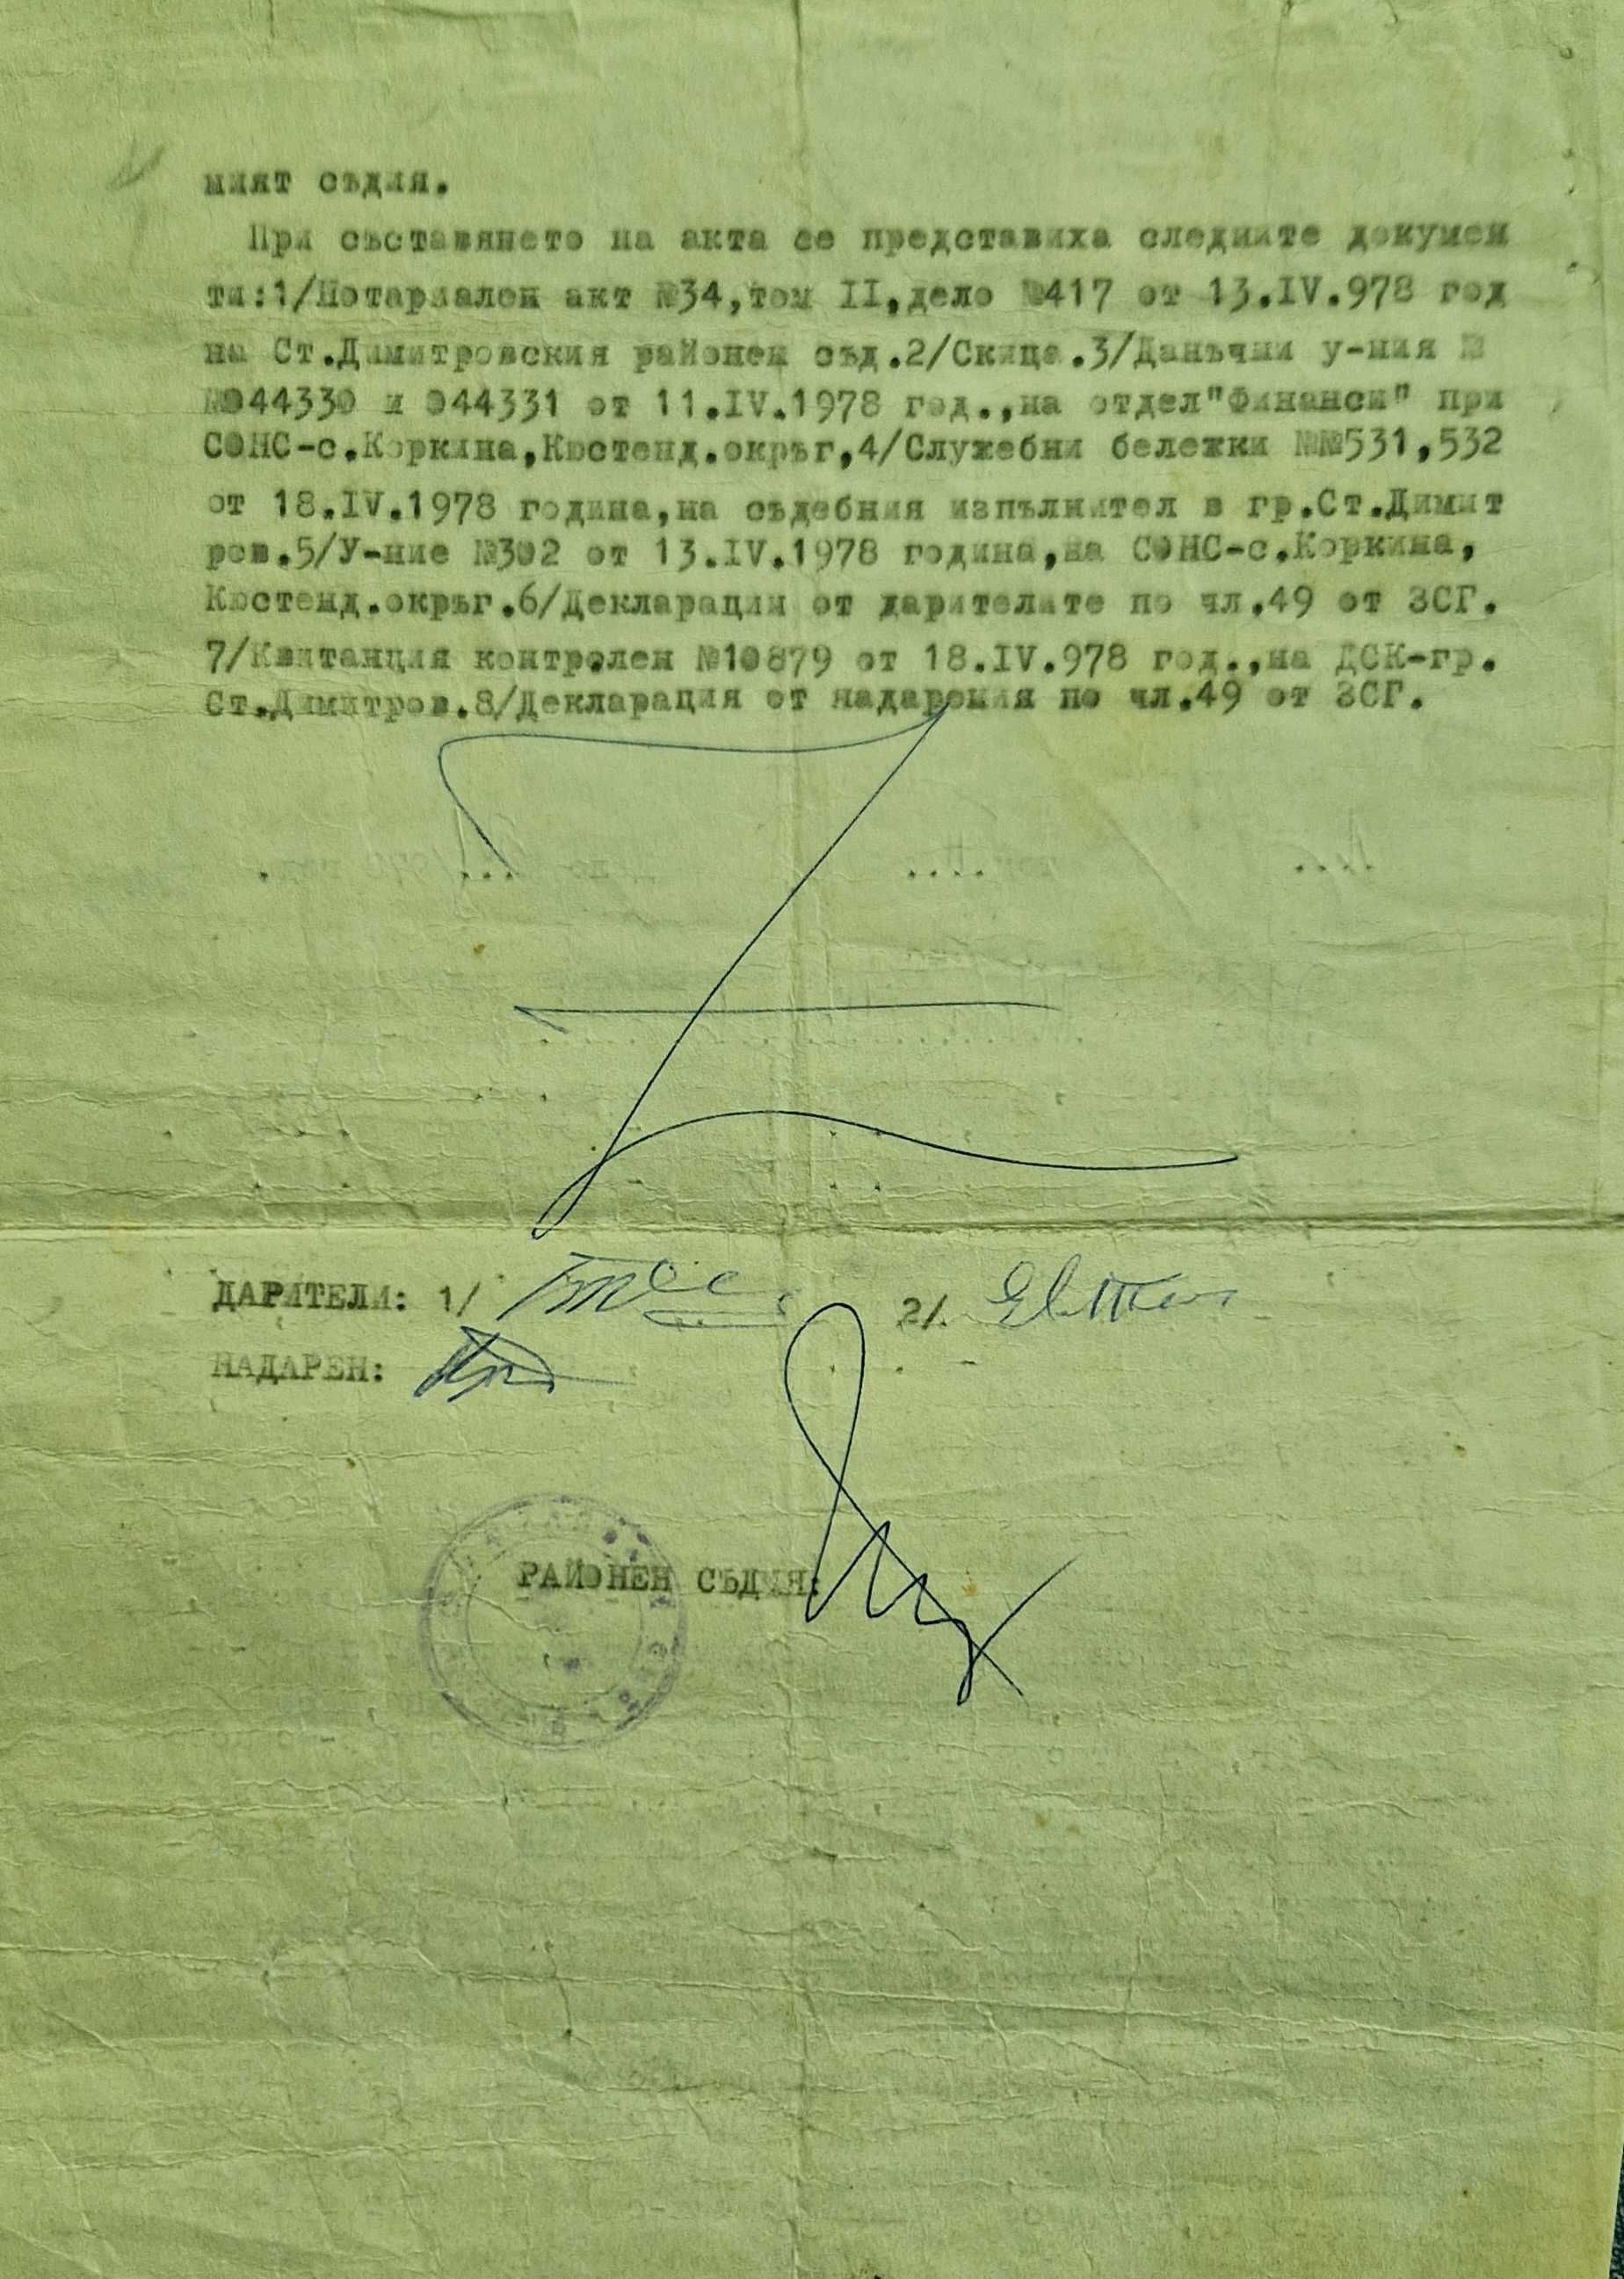 мият съдия.
При съставянето на акта се представиха следните докумен
ти:1/Нотариален акт №34,том II,дело №417 от 13.IV.978 год
на Ст.Димитровския районен съд.2/Скица.3/Данъчни у-ния №
№044330 и 044331 от 11.IV.1978 год.,на отдел"Финанси" при
СОНС-с.Коркина,Кюстенд.окръг,4/Служебни бележки №№531,532
от 18.IV.1978 година,на съдебния изпълнител в гр.Ст.Димит
ров.5/У-ние №302 от 13.IV.1978 година,на СОНС-с.Коркина,
Кюстенд.окръг.6/Декларации от дарителите по чл.49 от ЗСГ.
7/Квитанция контролен №10879 от 18.IV.978 год.,на ДСК-гр.
Ст.Димитров.8/Декларация от надарения по чл.49 от ЗСГ.
ДАРИТЕЛИ: 1/ 2/.
НАДАРЕН:
РАЙОНЕН СЪДИЯ: